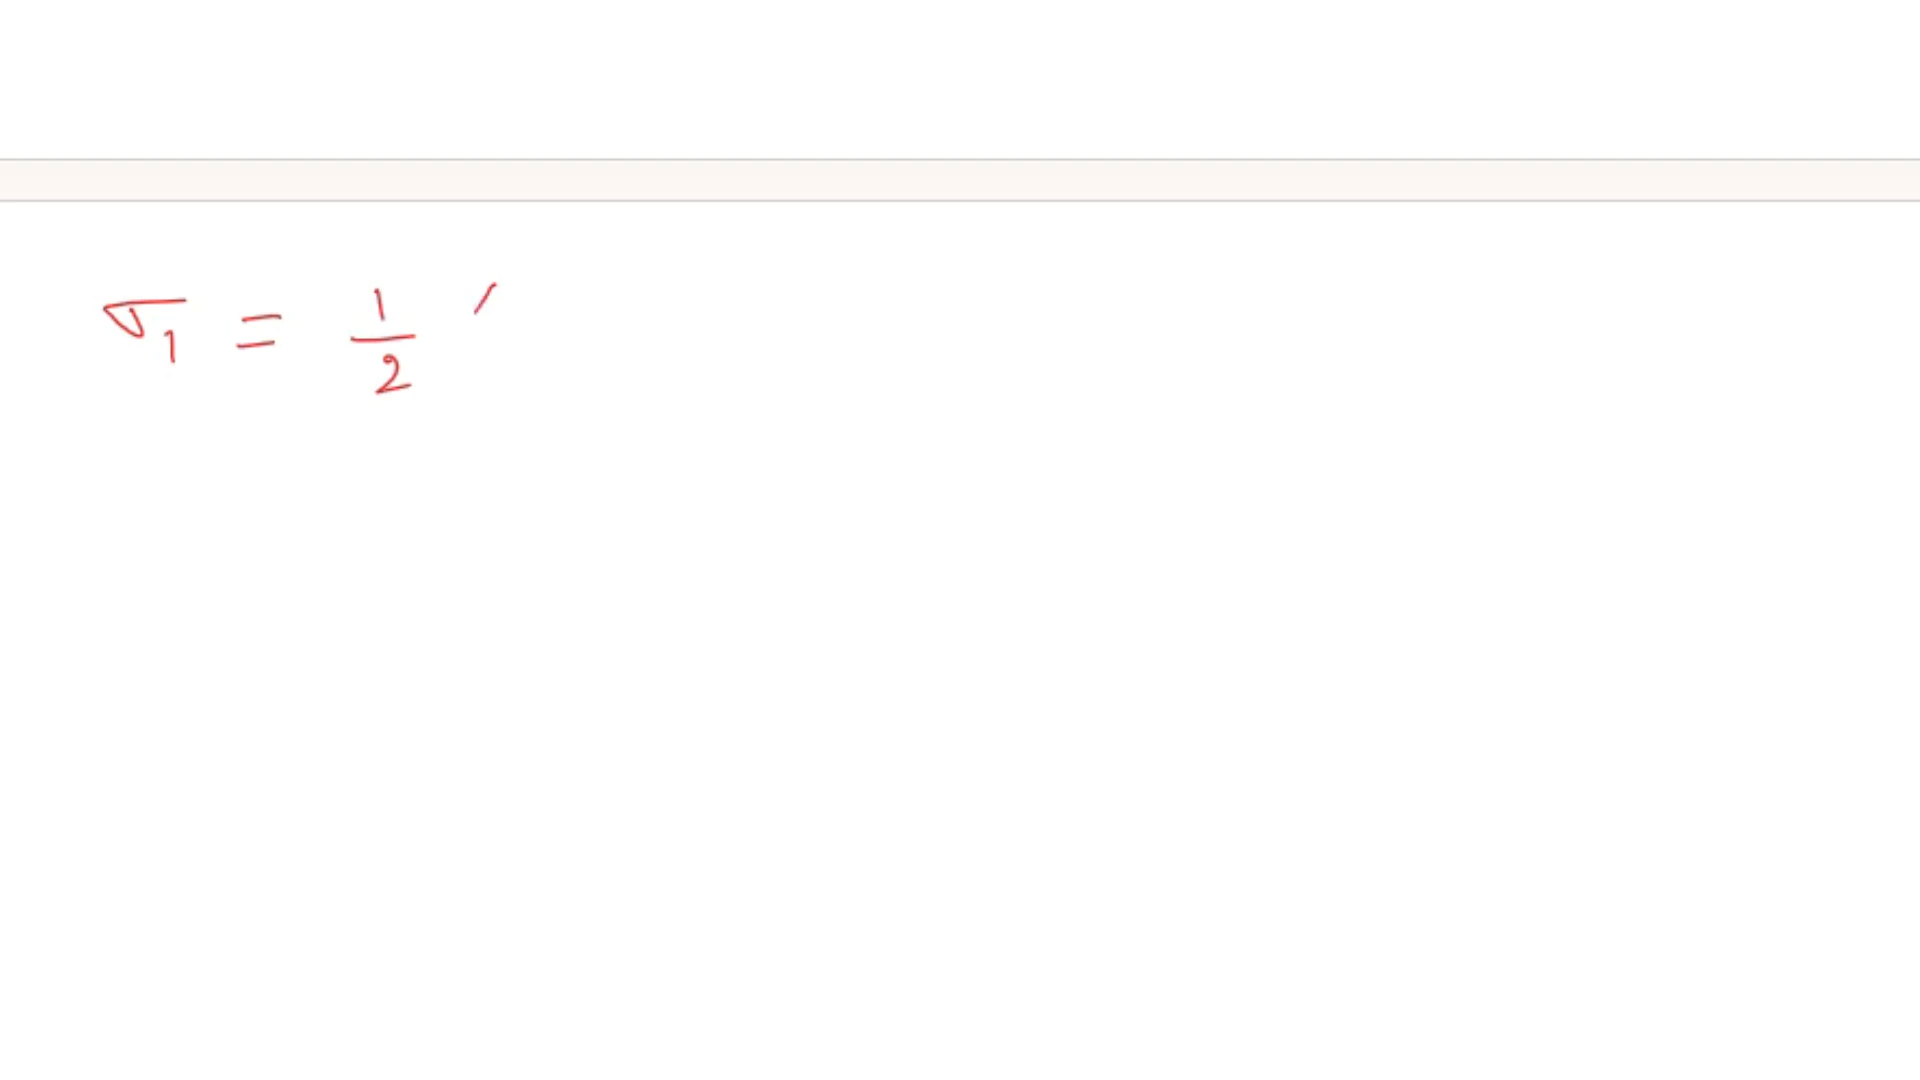 σ₁ = 1/2